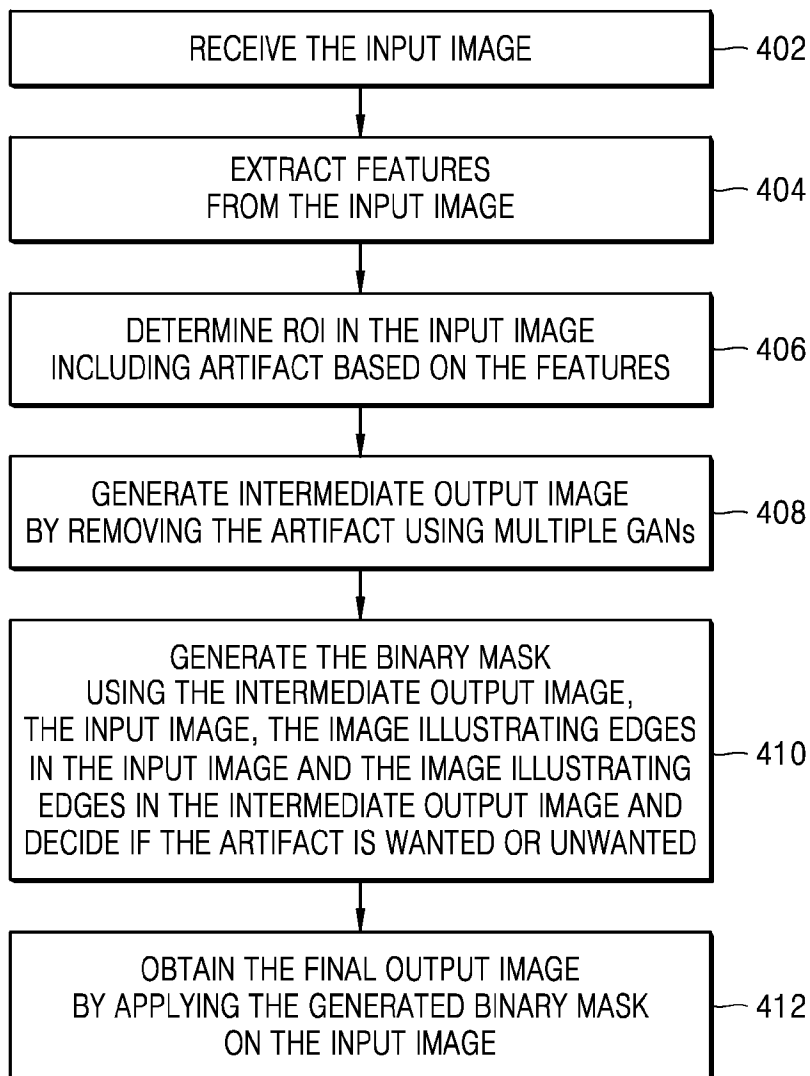 RECEIVE THE INPUT IMAGE
402
EXTRACT FEATURES
FROM THE INPUT IMAGE
404
DETERMINE ROI IN THE INPUT IMAGE
INCLUDING ARTIFACT BASED ON THE FEATURES
406
GENERATE INTERMEDIATE OUTPUT IMAGE
BY REMOVING THE ARTIFACT USING MULTIPLE GANs
408
GENERATE THE BINARY MASK
USING THE INTERMEDIATE OUTPUT IMAGE,
THE INPUT IMAGE, THE IMAGE ILLUSTRATING EDGES
IN THE INPUT IMAGE AND THE IMAGE ILLUSTRATING
EDGES IN THE INTERMEDIATE OUTPUT IMAGE AND
DECIDE IF THE ARTIFACT IS WANTED OR UNWANTED
410
OBTAIN THE FINAL OUTPUT IMAGE
BY APPLYING THE GENERATED BINARY MASK
ON THE INPUT IMAGE
412